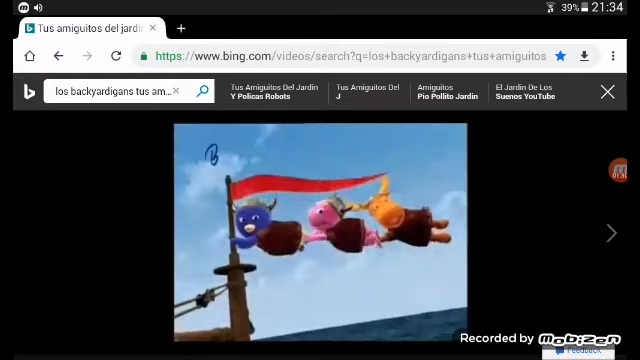 39% 21:34
Tus amiguitos del jardí
https://www.bing.com/videos/search?q=los+backyardigans+tus+amiguitos
los backyardigans tus am...
Tus Amiguitos Del Jardin
Y Policas Robots
Tus Amiguitos Del
J
Amiguitos
Pio Pollito Jardin
El Jardin De Los
Suenos YouTube
Recorded by
MOBIZEN
Feedback